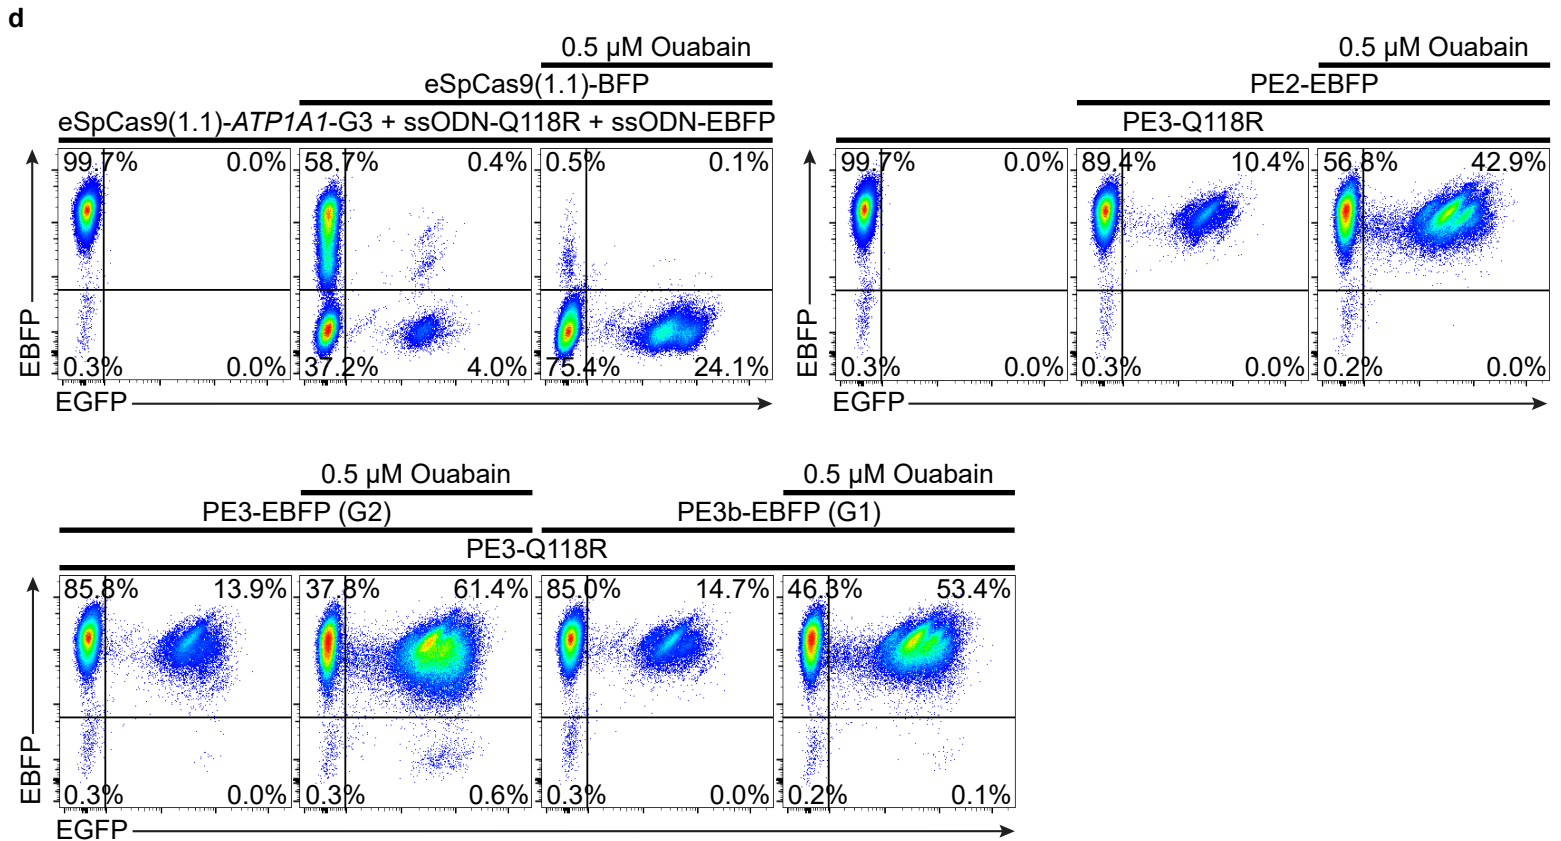 d
0.5 µM Ouabain
eSpCas9(1.1)-BFP
eSpCas9(1.1)-ATP1A1-G3 + ssODN-Q118R + ssODN-EBFP
99.7% 0.0% 58.7% 0.4% 0.5% 0.1%
EBFP
0.3% 0.0% 37.2% 4.0% 75.4% 24.1%
EGFP
0.5 µM Ouabain
PE2-EBFP
PE3-Q118R
99.7% 0.0% 89.4% 10.4% 56.8% 42.9%
EBFP
0.3% 0.0% 0.3% 0.0% 0.2% 0.0%
EGFP
0.5 µM Ouabain 0.5 µM Ouabain
PE3-EBFP (G2) PE3b-EBFP (G1)
PE3-Q118R
85.8% 13.9% 37.8% 61.4% 85.0% 14.7% 46.3% 53.4%
EBFP
0.3% 0.0% 0.3% 0.6% 0.3% 0.0% 0.2% 0.1%
EGFP